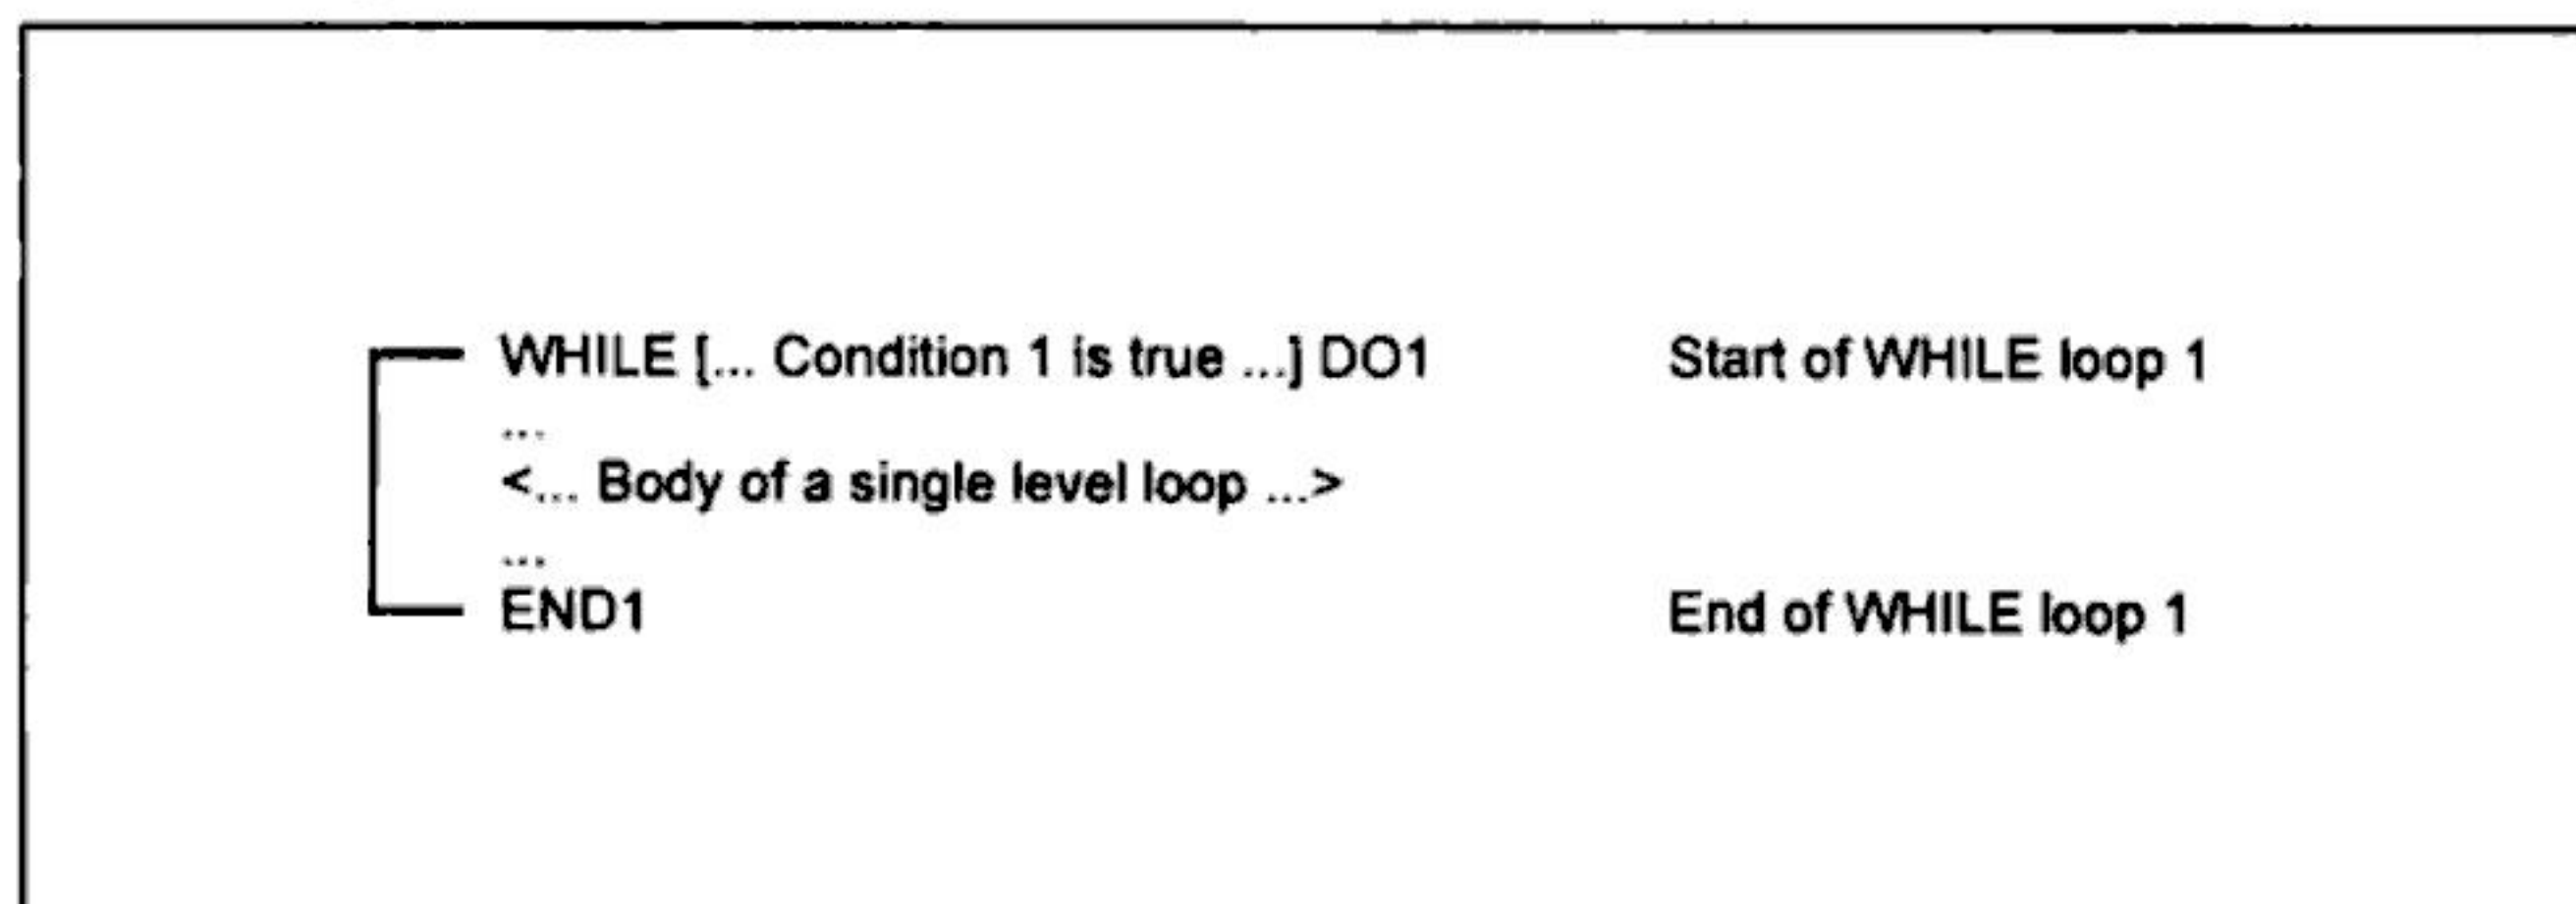 WHILE [... Condition 1 is true ...] DO1 Start of WHILE loop 1
...
<... Body of a single level loop ...>
...
END1 End of WHILE loop 1